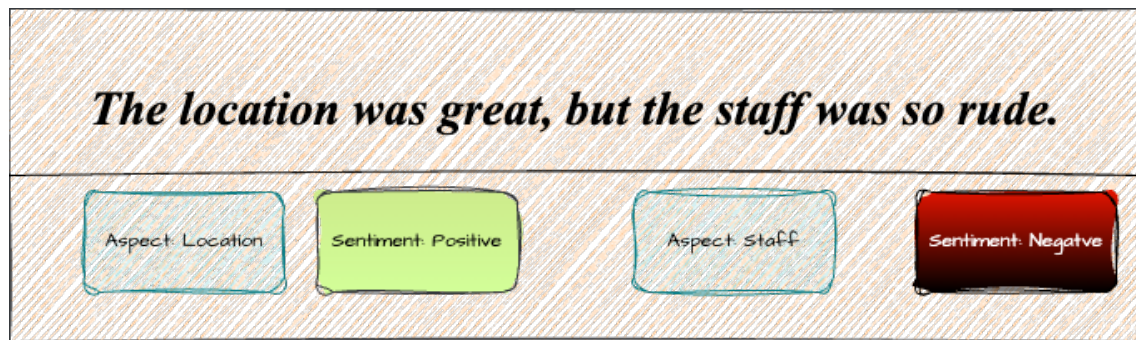 The location was great, but the staff was so rude.
Aspect: Location
Sentiment: Positive
Aspect: Staff
Sentiment: Negatve